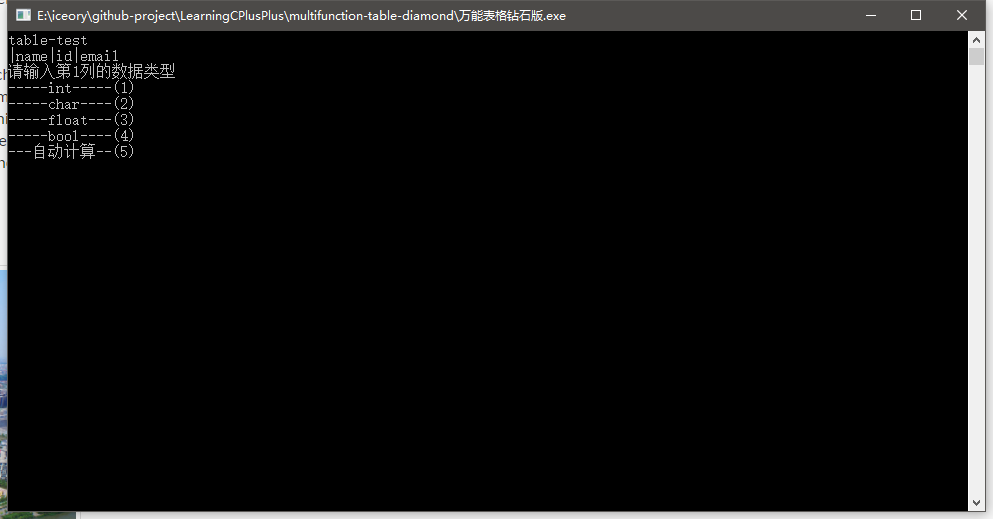 E:\iceory\github-project\LearningCPlusPlus\multifunction-table-diamond\万能表格钻石版.exe
table-test
|name|id|email
请输入第1列的数据类型
-----int-----(1)
-----char----(2)
-----float---(3)
-----bool----(4)
---自动计算--(5)